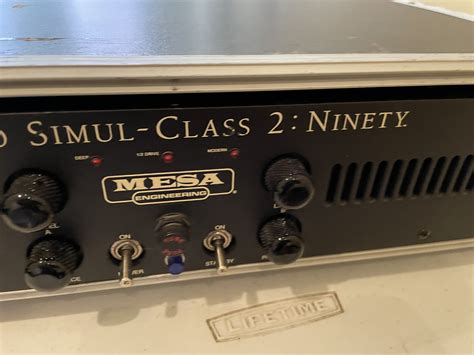 SIMUL-CLASS 2: NINETY.
DEEP
1/2 DRIVE
MODERN
MESA
ENGINEERING
ON
ON
LIFETIME